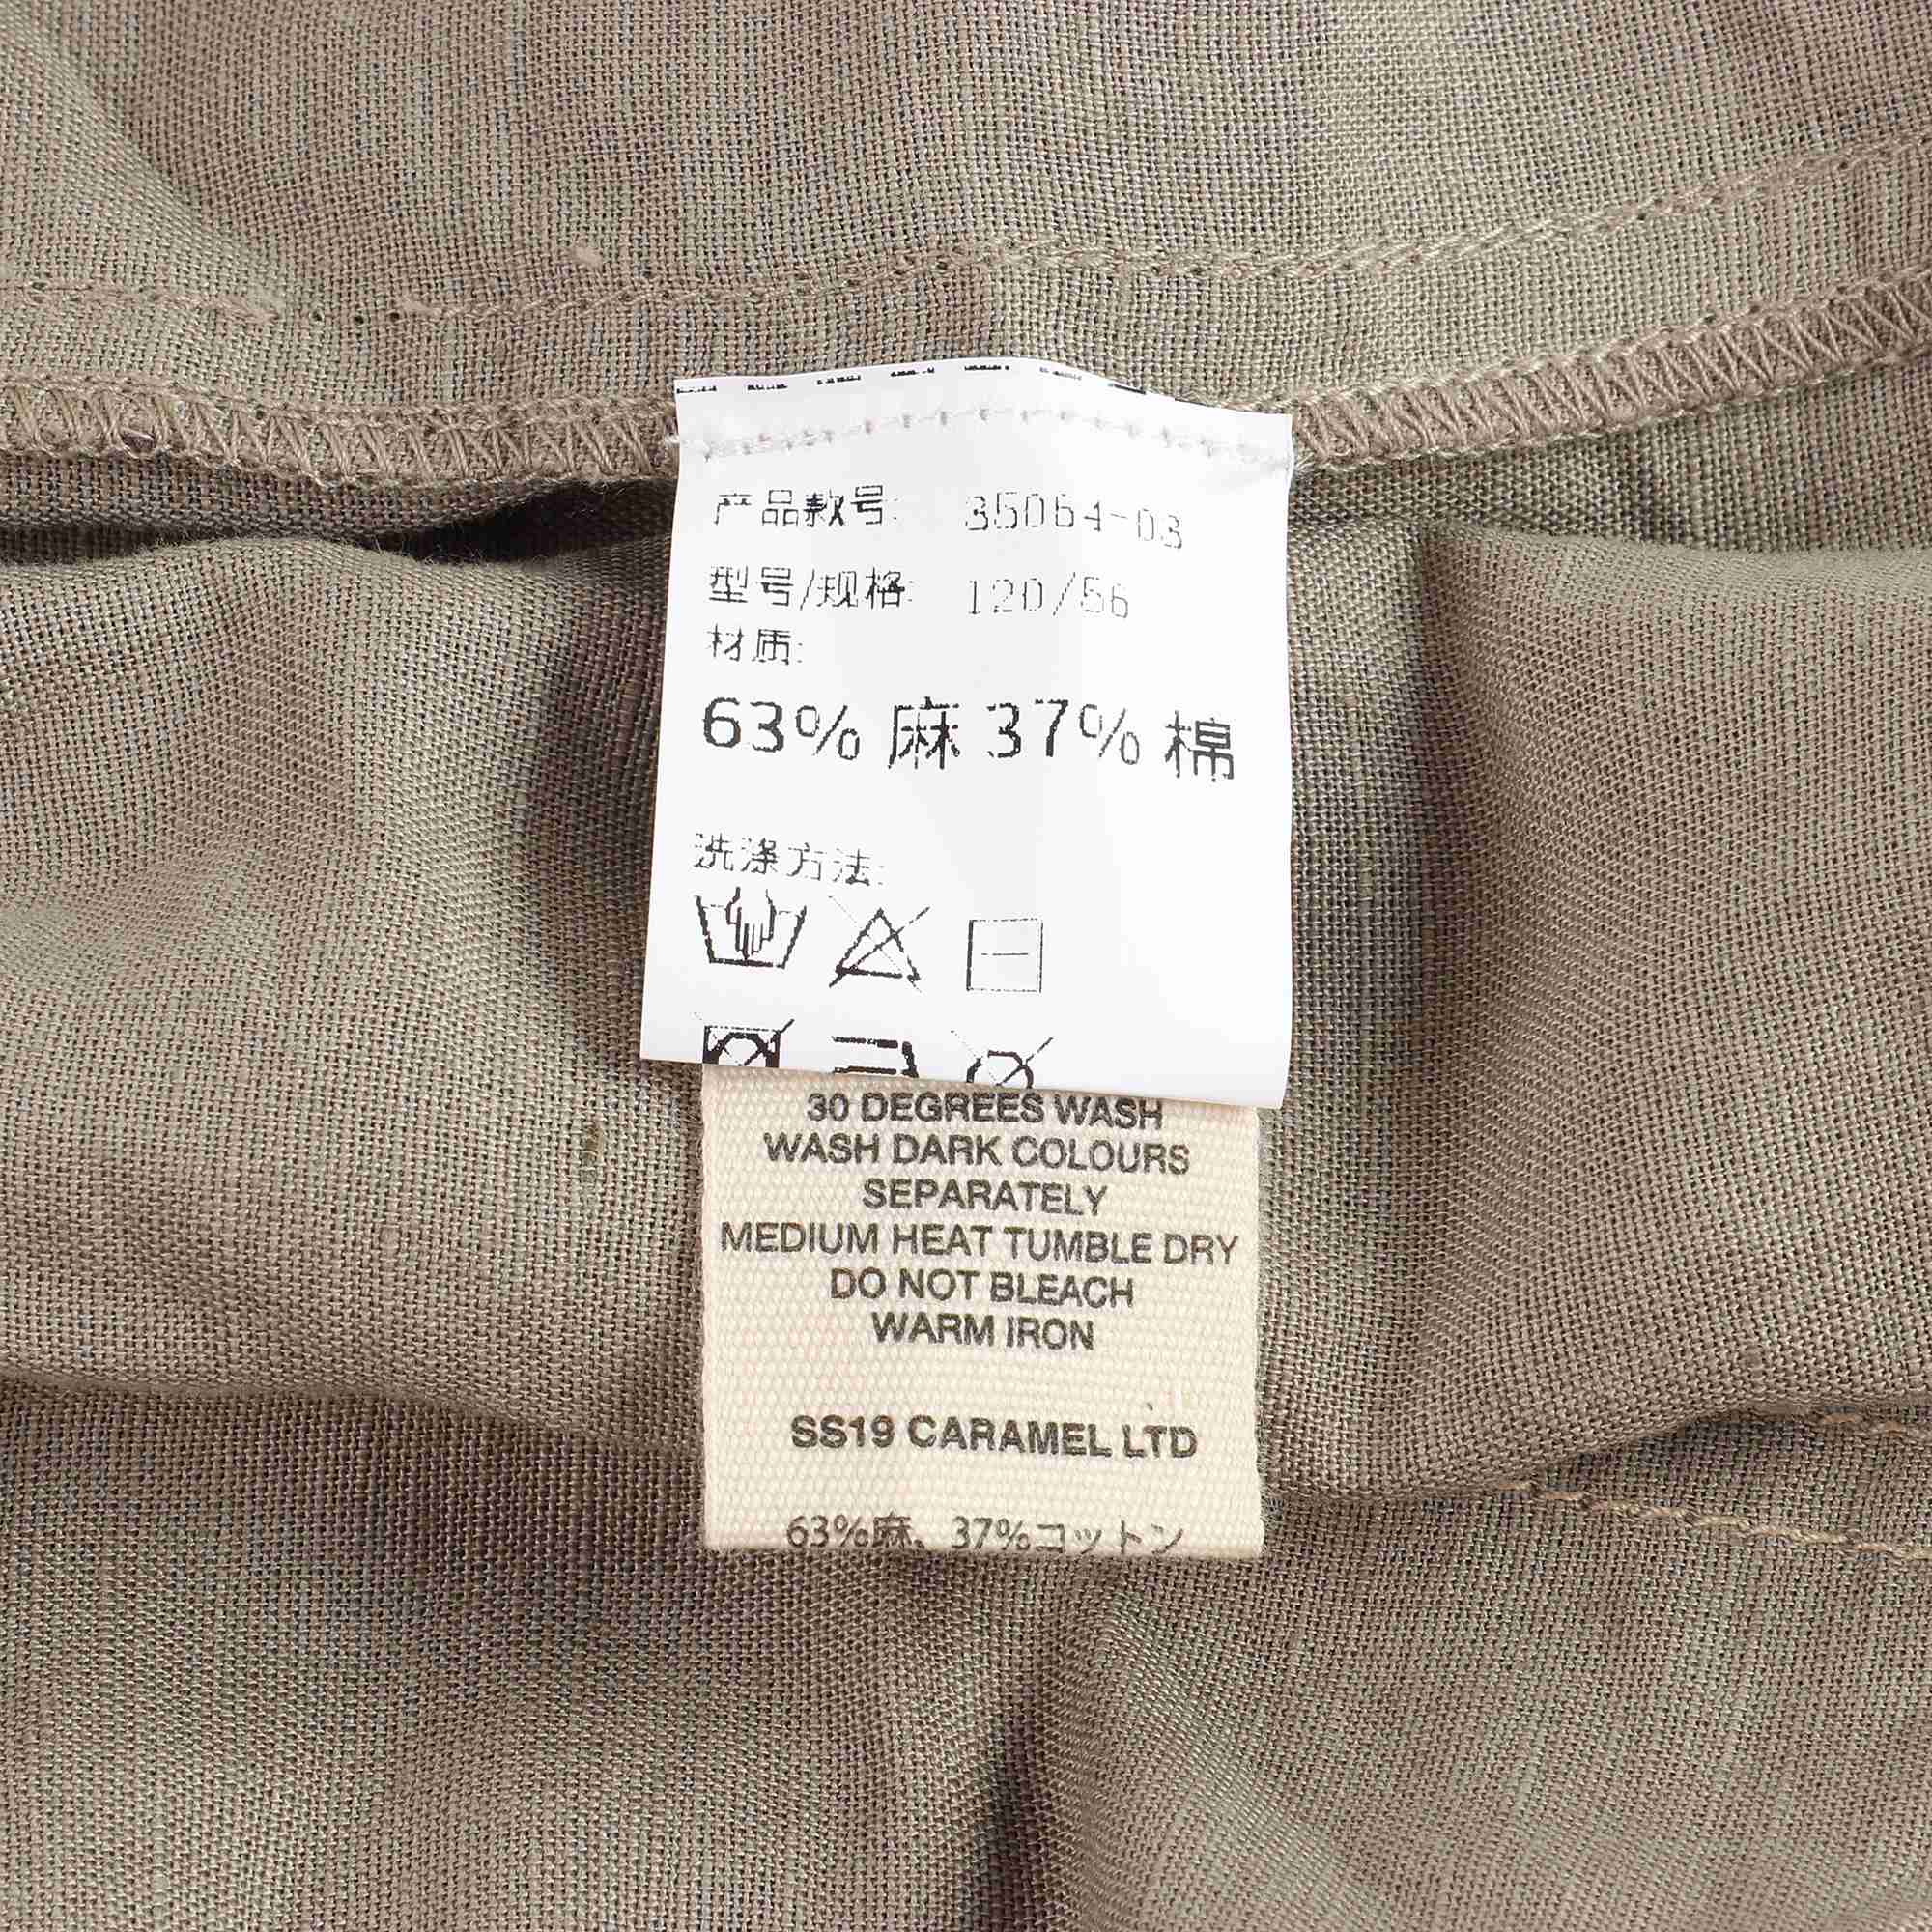 产品款号: 35064-03
型号/规格: 120/56
材质:
63% 麻 37% 棉
洗涤方法:
30 DEGREES WASH
WASH DARK COLOURS
SEPARATELY
MEDIUM HEAT TUMBLE DRY
DO NOT BLEACH
WARM IRON
SS19 CARAMEL LTD
63%麻、37%コットン